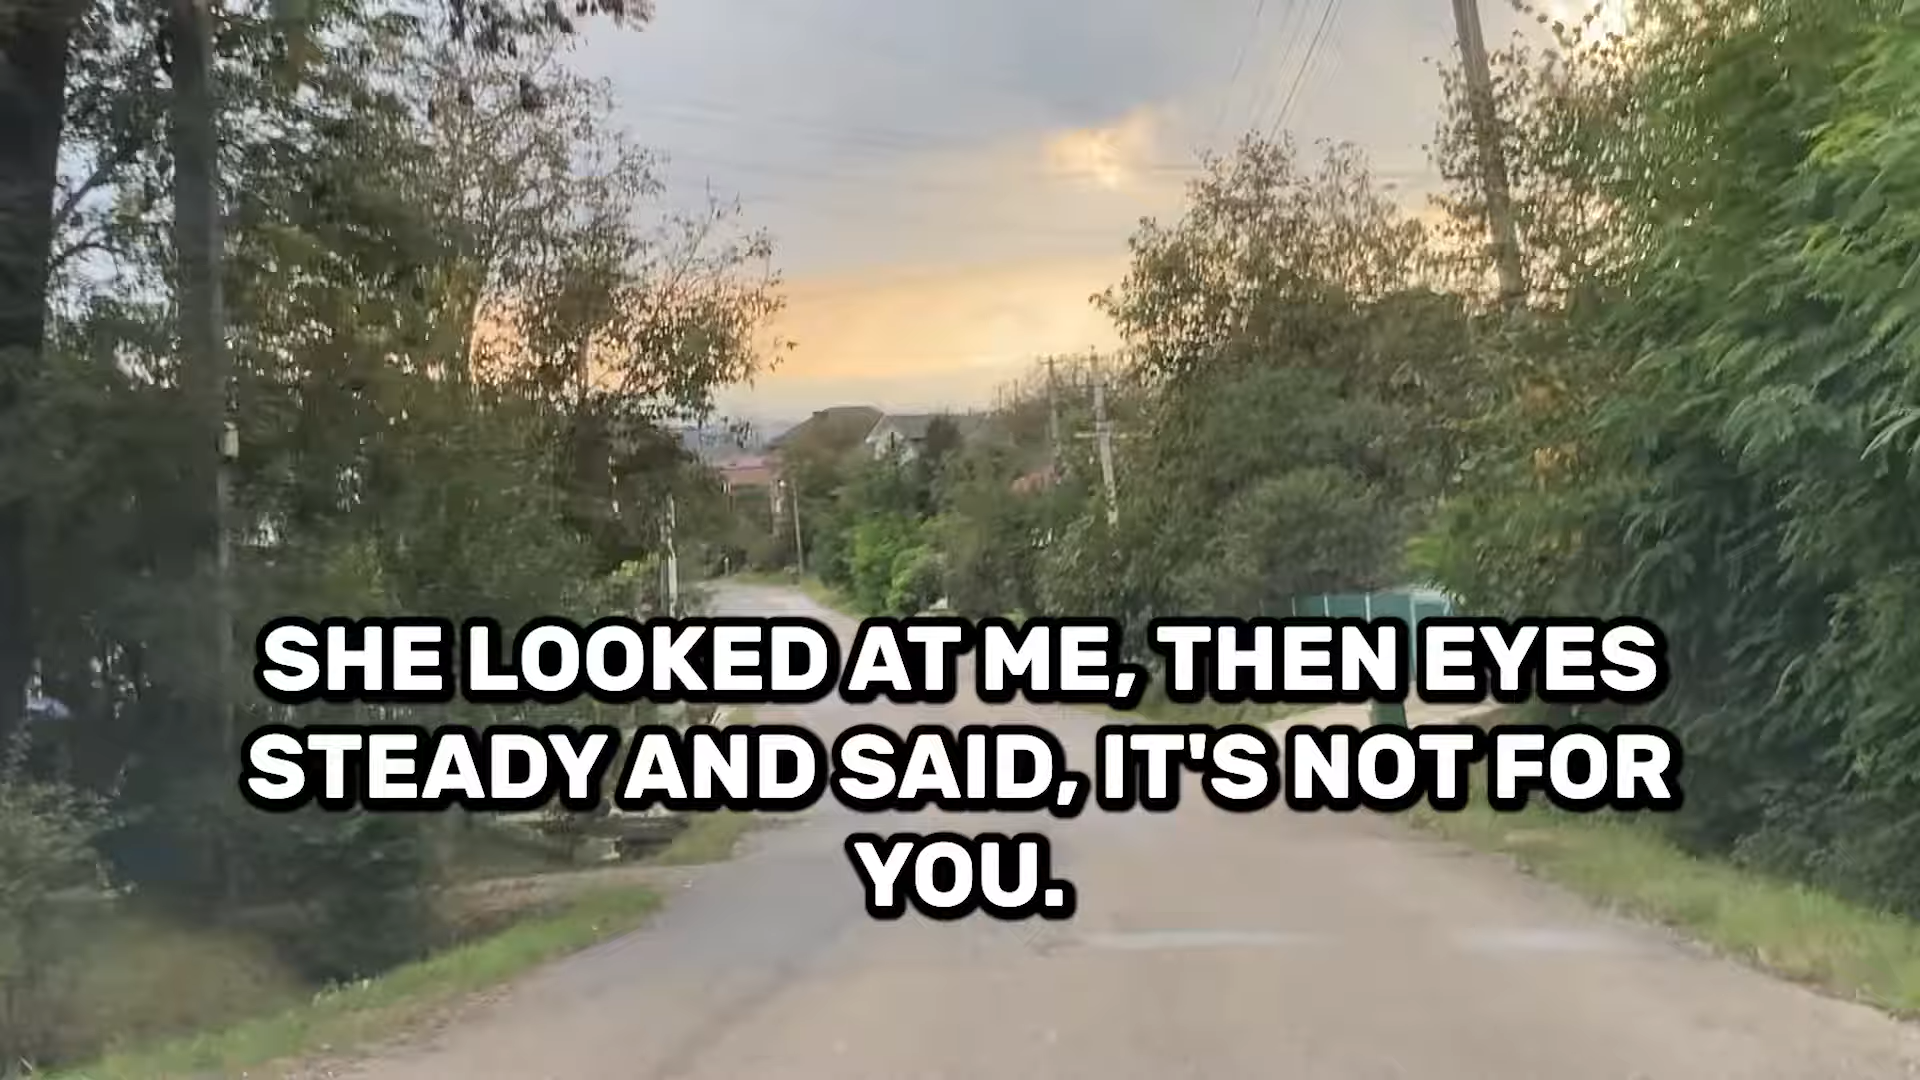 SHE LOOKED AT ME, THEN EYES
STEADY AND SAID, IT'S NOT FOR
YOU.